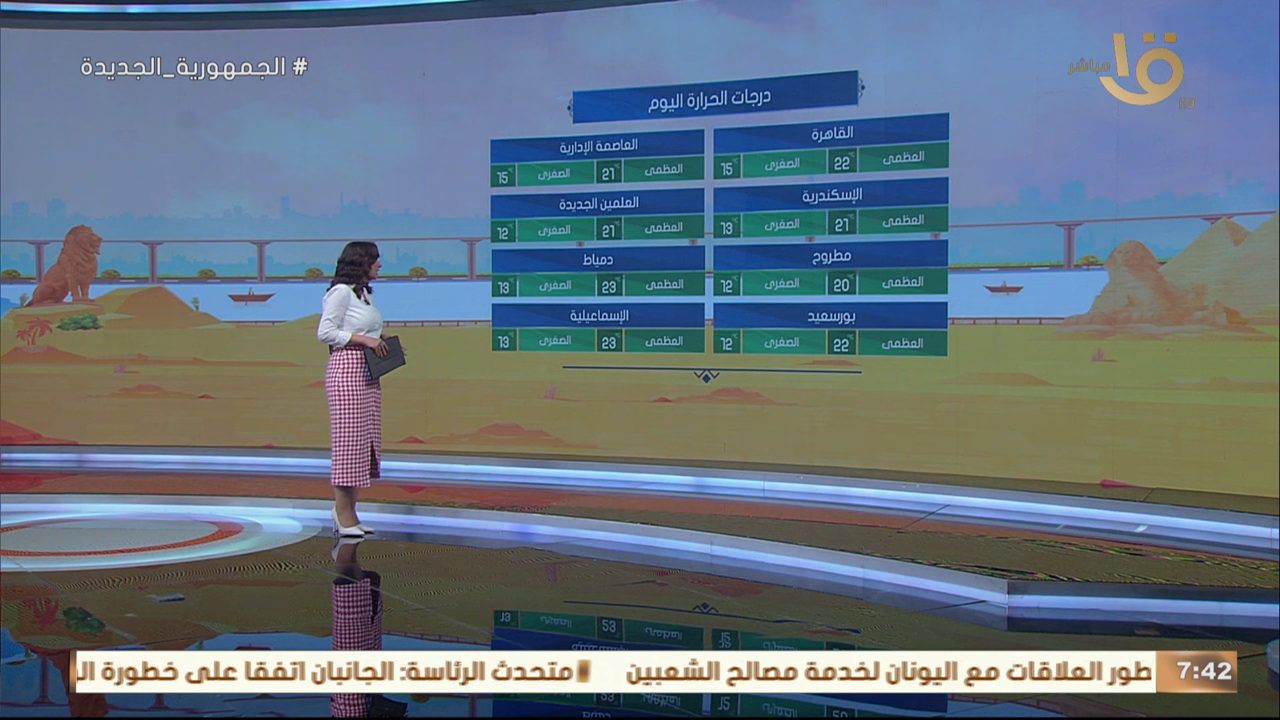 # الجمهورية_الجديدة
مباشر
HD
درجات الحرارة اليوم
القاهرة
العظمى 22 الصغرى 15
العاصمة الإدارية
العظمى 21 الصغرى 15
الإسكندرية
العظمى 21 الصغرى 13
العلمين الجديدة
العظمى 21 الصغرى 12
مطروح
العظمى 20 الصغرى 12
دمياط
العظمى 23 الصغرى 13
بورسعيد
العظمى 22 الصغرى 12
الإسماعيلية
العظمى 23 الصغرى 13
7:42 طور العلاقات مع اليونان لخدمة مصالح الشعبين متحدث الرئاسة: الجانبان اتفقا على خطورة ال